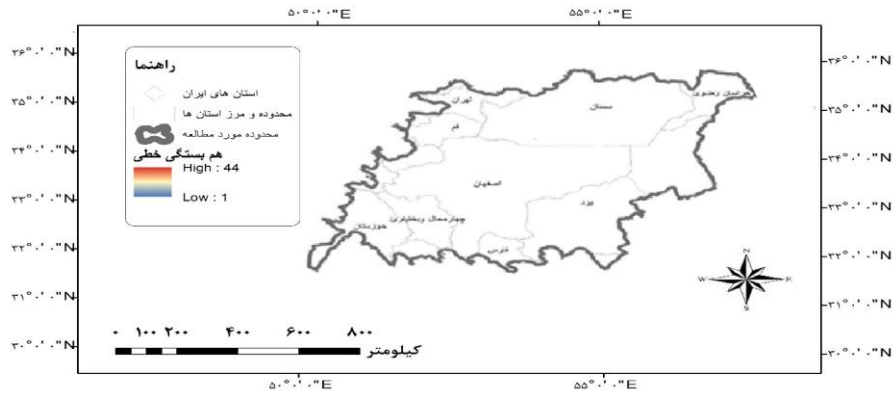 ۵۰°۰'۰"E ۵۵°۰'۰"E
۳۶°۰'۰"N ۳۶°۰'۰"N
۳۵°۰'۰"N ۳۵°۰'۰"N
۳۴°۰'۰"N ۳۴°۰'۰"N
۳۳°۰'۰"N ۳۳°۰'۰"N
۳۲°۰'۰"N ۳۲°۰'۰"N
۳۱°۰'۰"N ۳۱°۰'۰"N
۳۰°۰'۰"N ۳۰°۰'۰"N
راهنما
استان های ایران
محدوده و مرز استان ها
محدوده مورد مطالعه
هم بستگی خطی
High : 44
Low : 1
خراسان رضوی
تهران
سمنان
قم
اصفهان
یزد
چهارمحال وبختیاری
خوزستان
فارس
N
W E
S
۰ ۱۰۰ ۲۰۰ ۴۰۰ ۶۰۰ ۸۰۰
کیلومتر
۵۰°۰'۰"E ۵۵°۰'۰"E